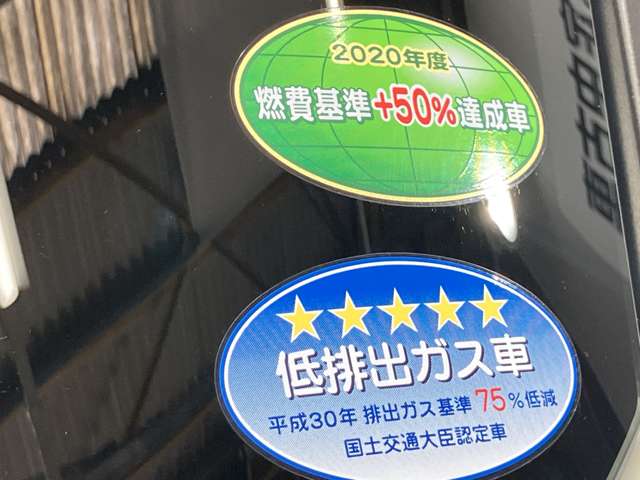 2020年度
燃費基準+50%達成車
★★★★★
低排出ガス車
平成30年 排出ガス基準 75%低減
国土交通大臣認定車